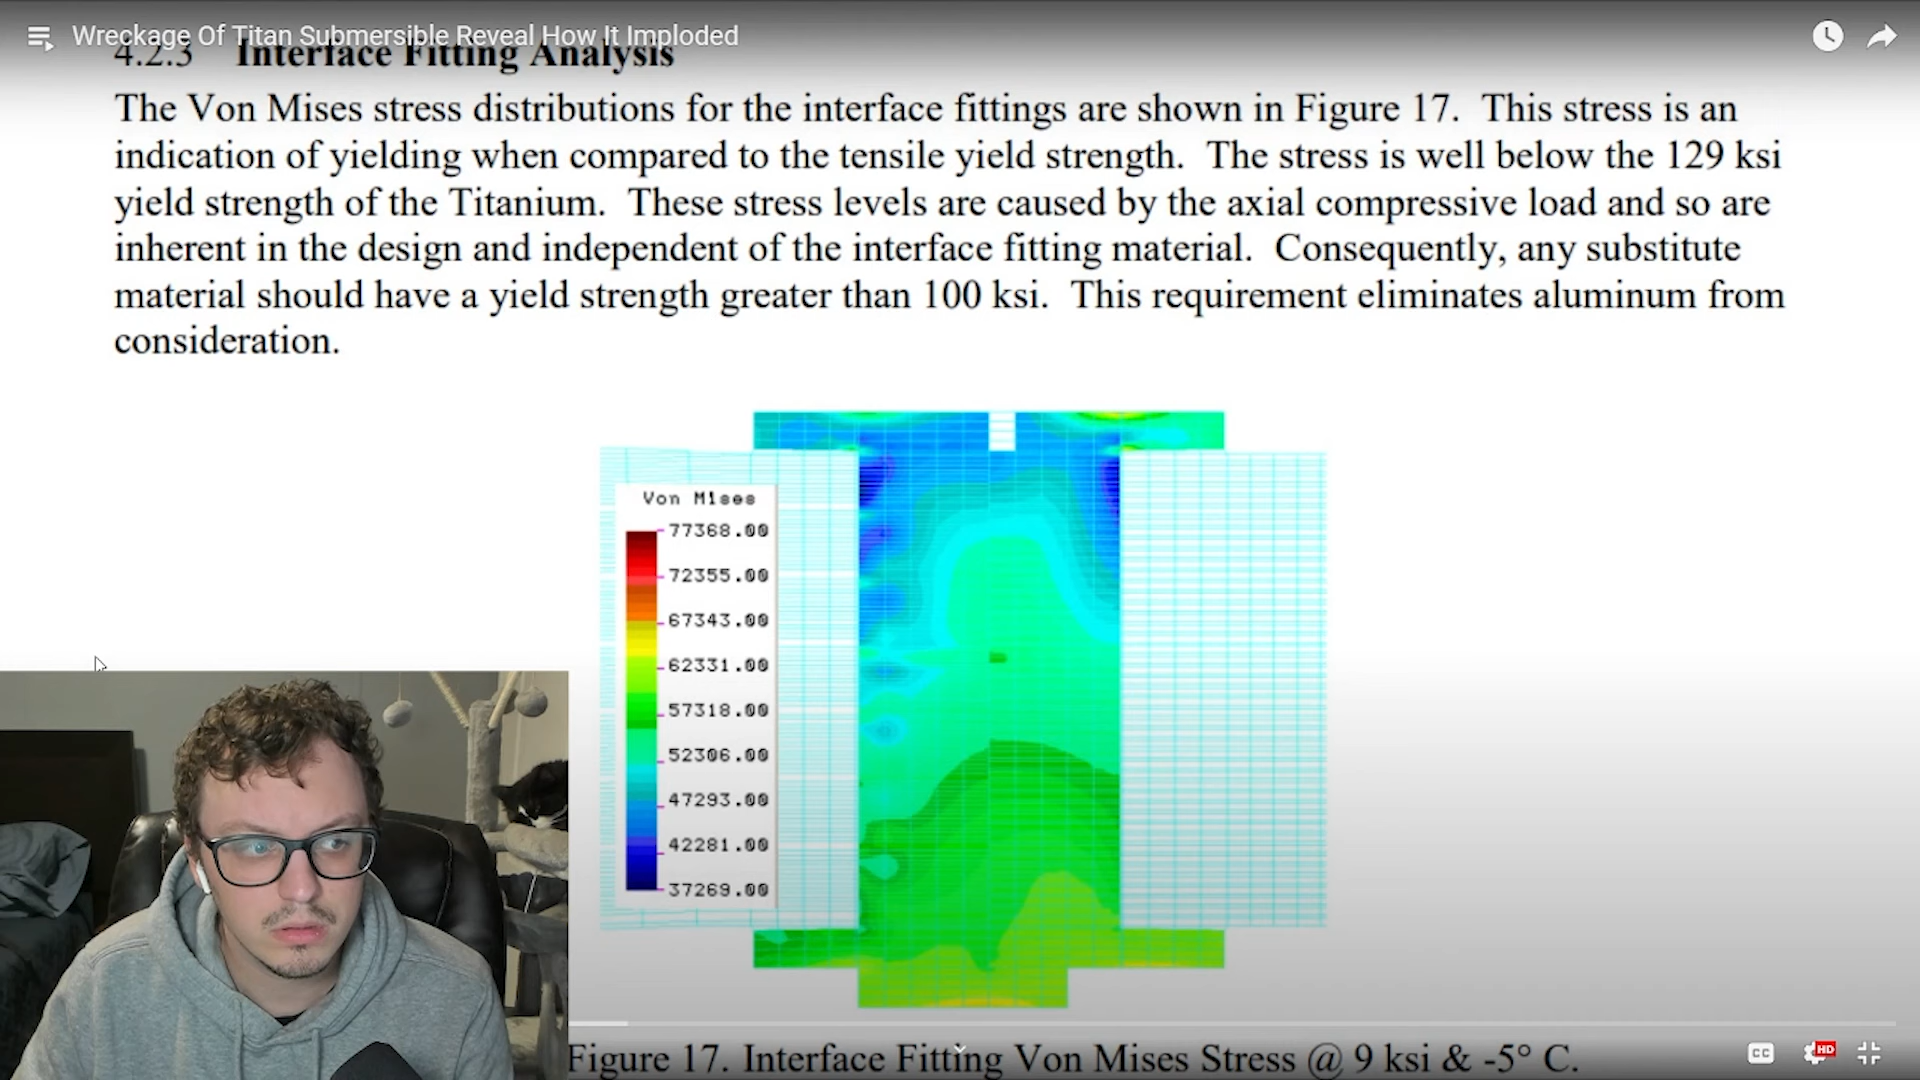 Wreckage Of Titan Submersible Reveal How It Imploded
4.2.3 Interface Fitting Analysis
The Von Mises stress distributions for the interface fittings are shown in Figure 17. This stress is an
indication of yielding when compared to the tensile yield strength. The stress is well below the 129 ksi
yield strength of the Titanium. These stress levels are caused by the axial compressive load and so are
inherent in the design and independent of the interface fitting material. Consequently, any substitute
material should have a yield strength greater than 100 ksi. This requirement eliminates aluminum from
consideration.
Von Mises
77368.00
72355.00
67343.00
62331.00
57318.00
52306.00
47293.00
42281.00
37269.00
Figure 17. Interface Fitting Von Mises Stress @ 9 ksi & -5° C.
CC
HD